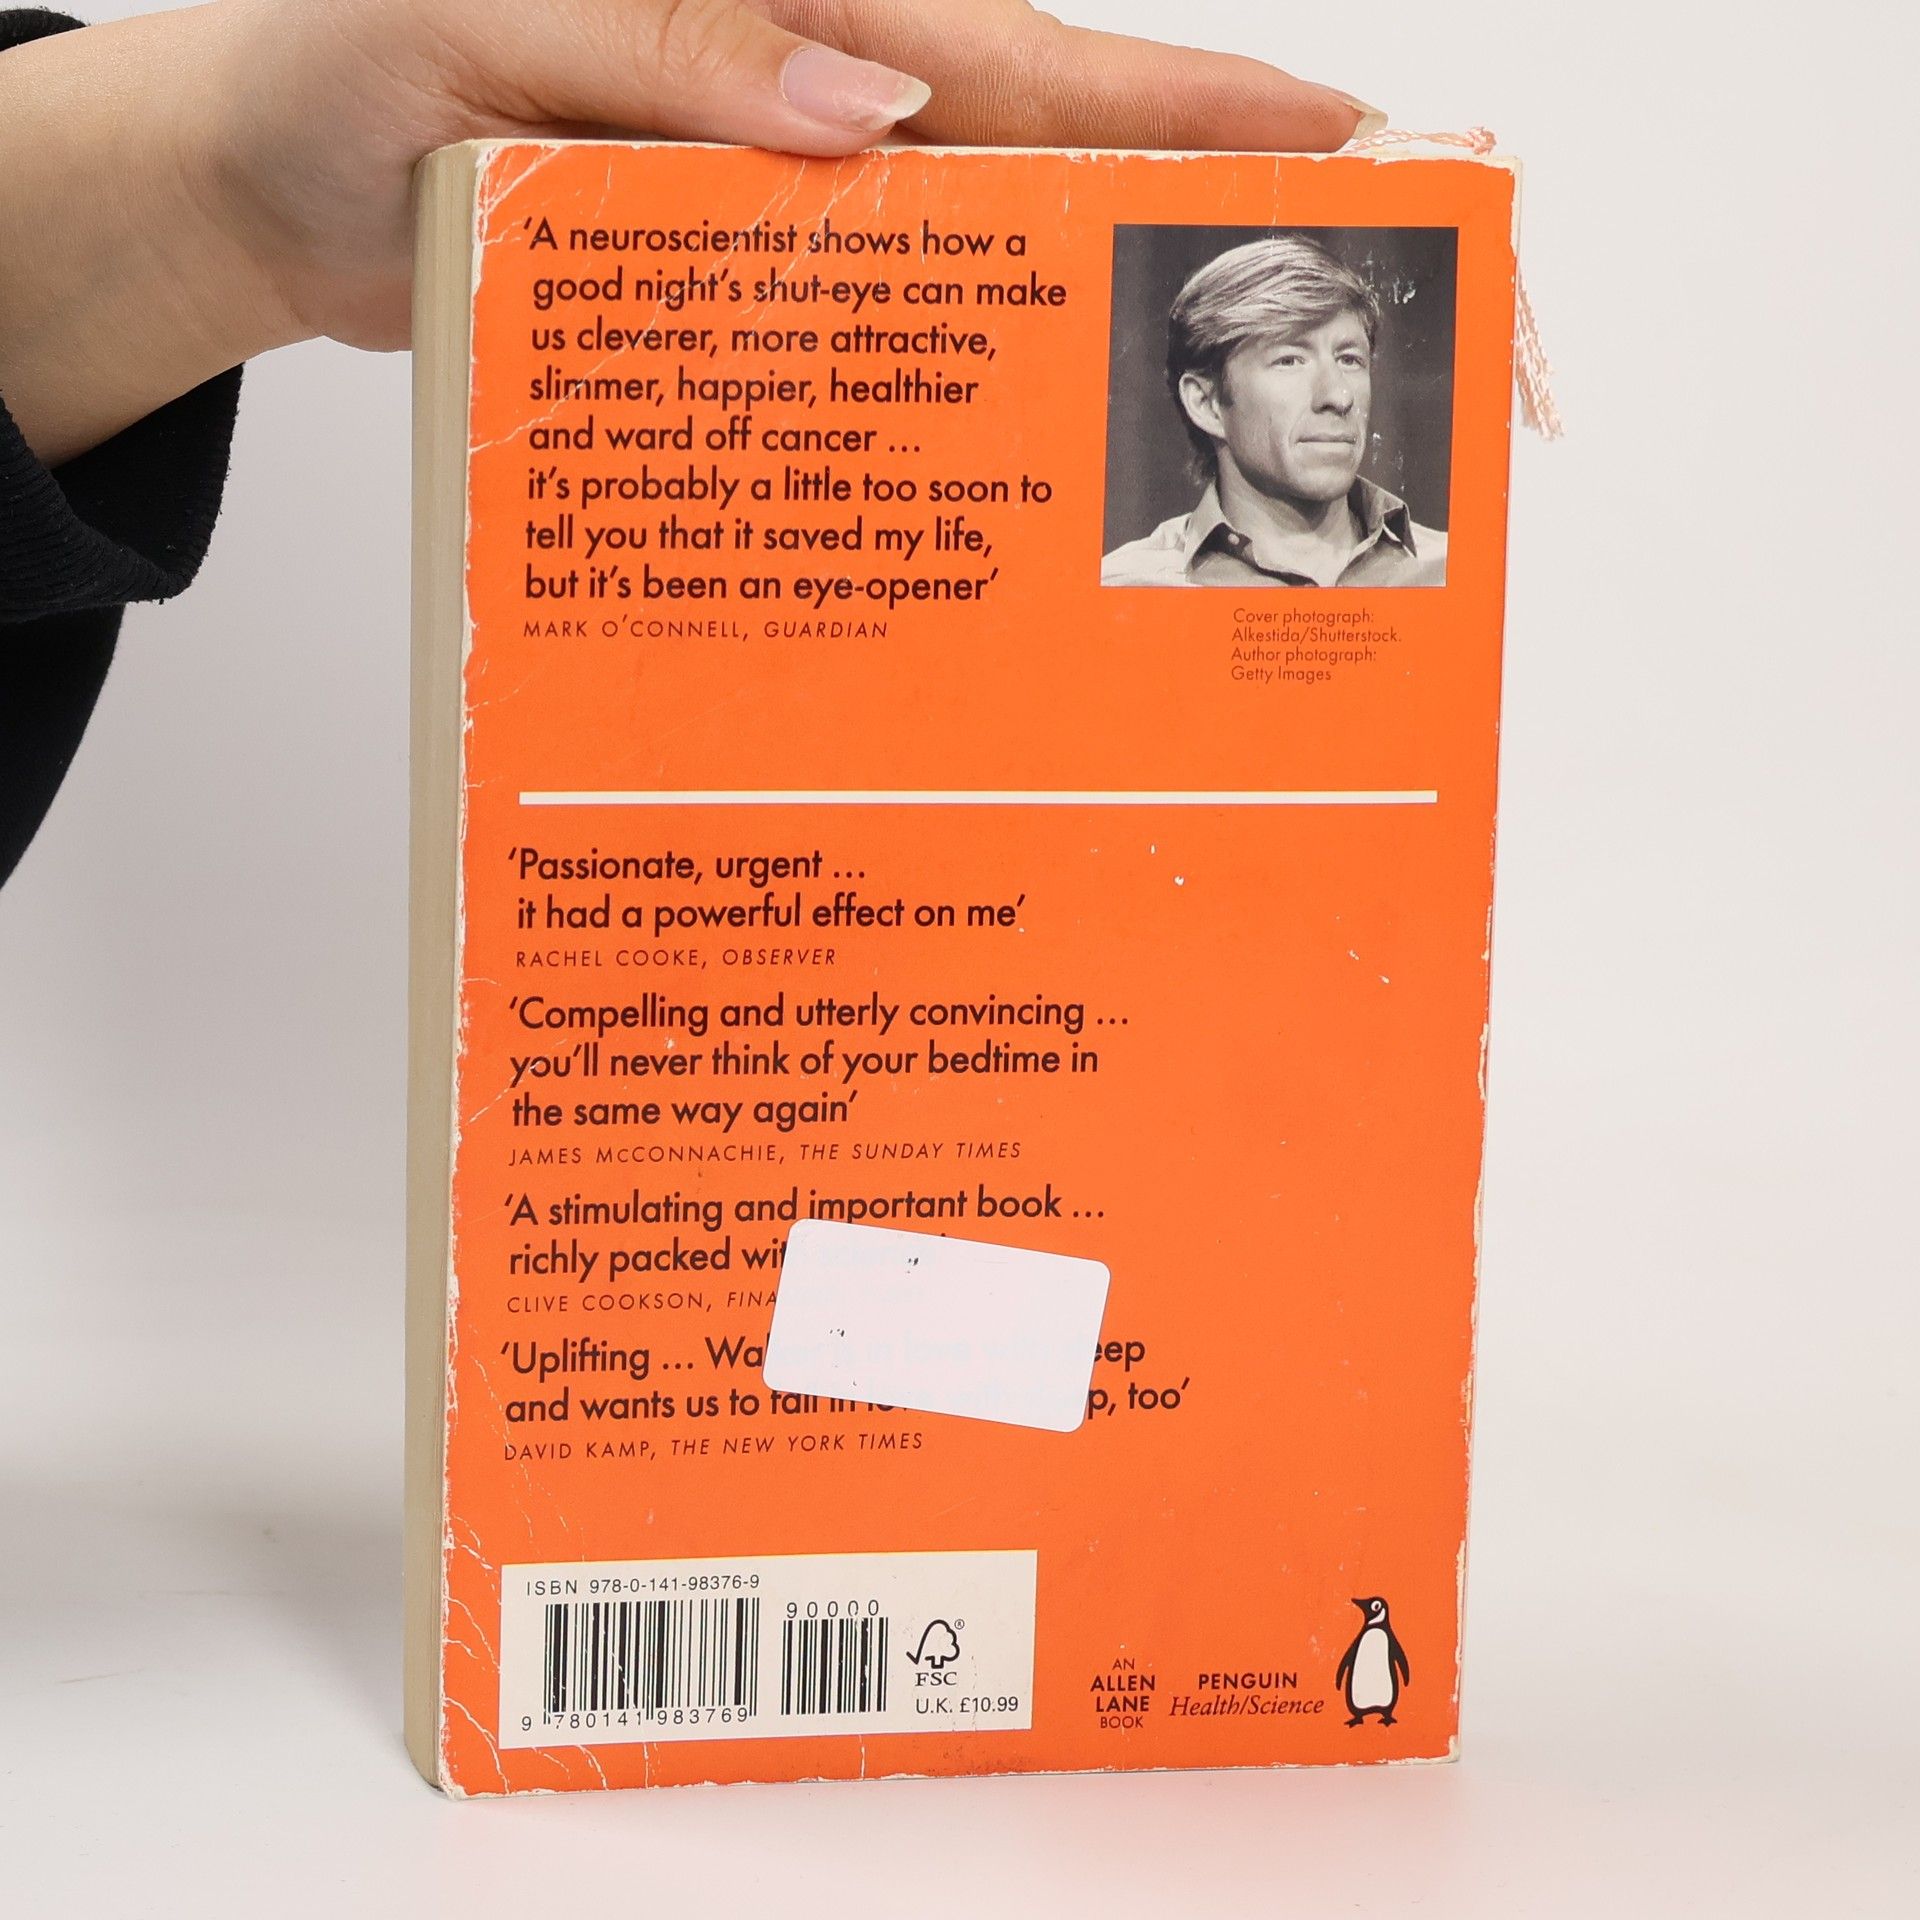 ‘A neuroscientist shows how a
good night’s shut-eye can make
us cleverer, more attractive,
slimmer, happier, healthier
and ward off cancer ...
it’s probably a little too soon to
tell you that it saved my life,
but it’s been an eye-opener’
MARK O’CONNELL, GUARDIAN
Cover photograph:
Alkestida/Shutterstock.
Author photograph:
Getty Images
‘Passionate, urgent ...
it had a powerful effect on me’
RACHEL COOKE, OBSERVER
‘Compelling and utterly convincing ...
you’ll never think of your bedtime in
the same way again’
JAMES McCONNACHIE, THE SUNDAY TIMES
‘A stimulating and important book ...
richly packed
CLIVE COOKSON,
‘Uplifting ... in love
and wants us to fall in love with too’
DAVID KAMP, THE NEW YORK TIMES
ISBN 978-0-141-98376-9
90000
9 780141 983769
FSC
®
U.K. £10.99
AN
ALLEN
LANE
BOOK
PENGUIN
Health/Science